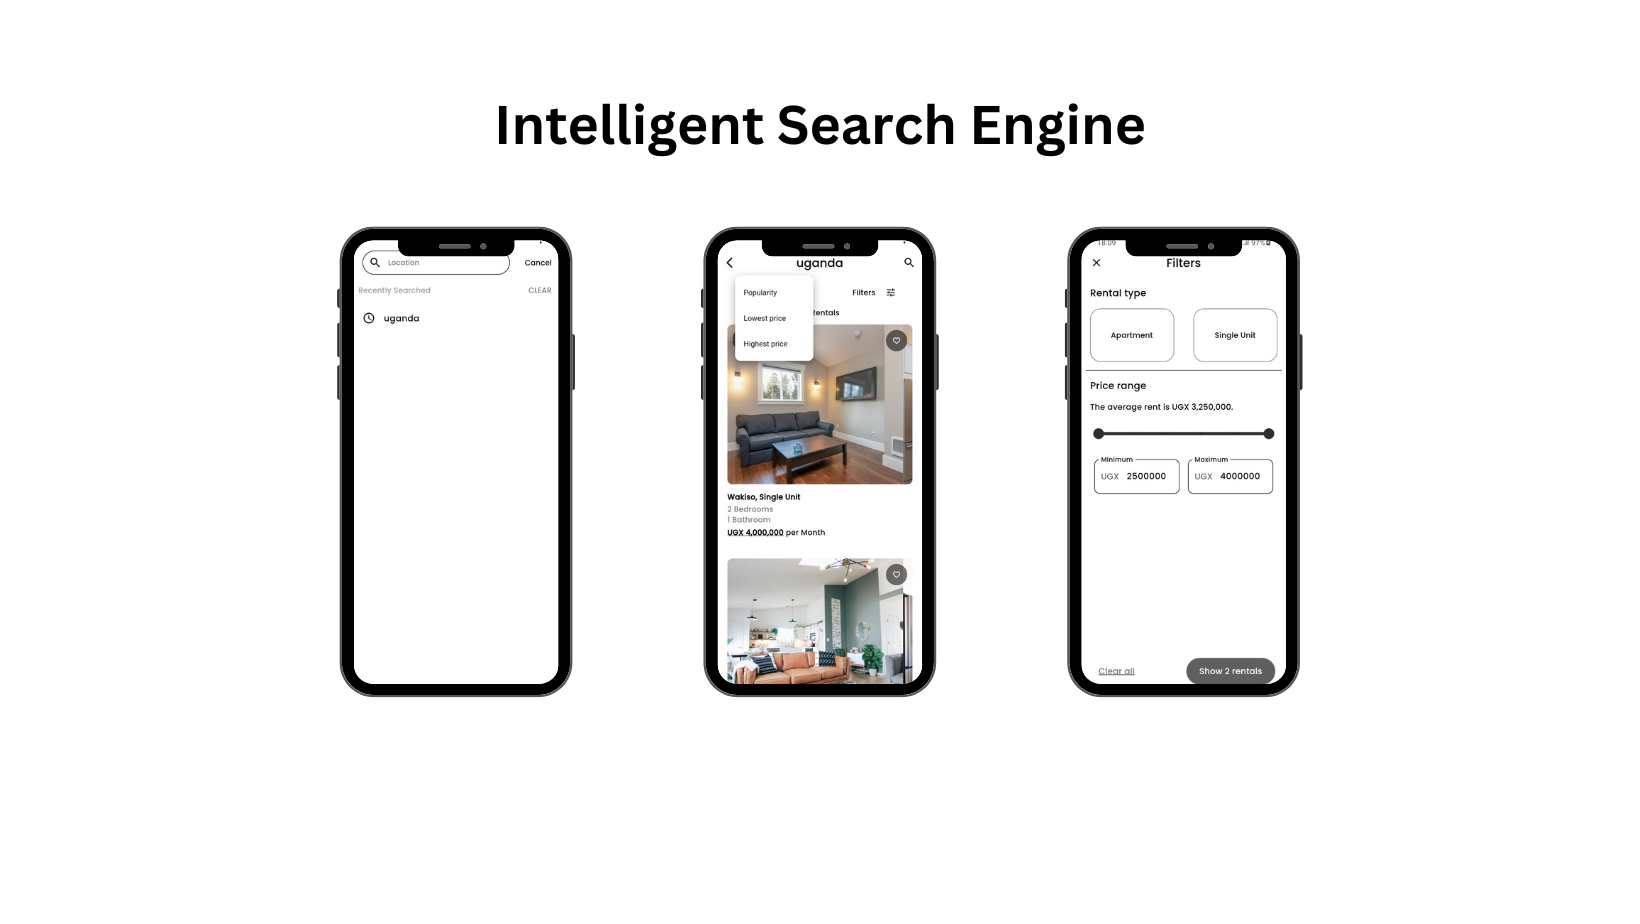 Intelligent Search Engine
Location
Cancel
Recently Searched
CLEAR
uganda
uganda
Popularity
Lowest price
Highest price
Filters
Rentals
Wakiso, Single Unit
2 Bedrooms
1 Bathroom
UGX 4,000,000 per Month
18:09
97%
Filters
Rental type
Apartment
Single Unit
Price range
The average rent is UGX 3,250,000.
Minimum
UGX 2500000
Maximum
UGX 4000000
Clear all
Show 2 rentals